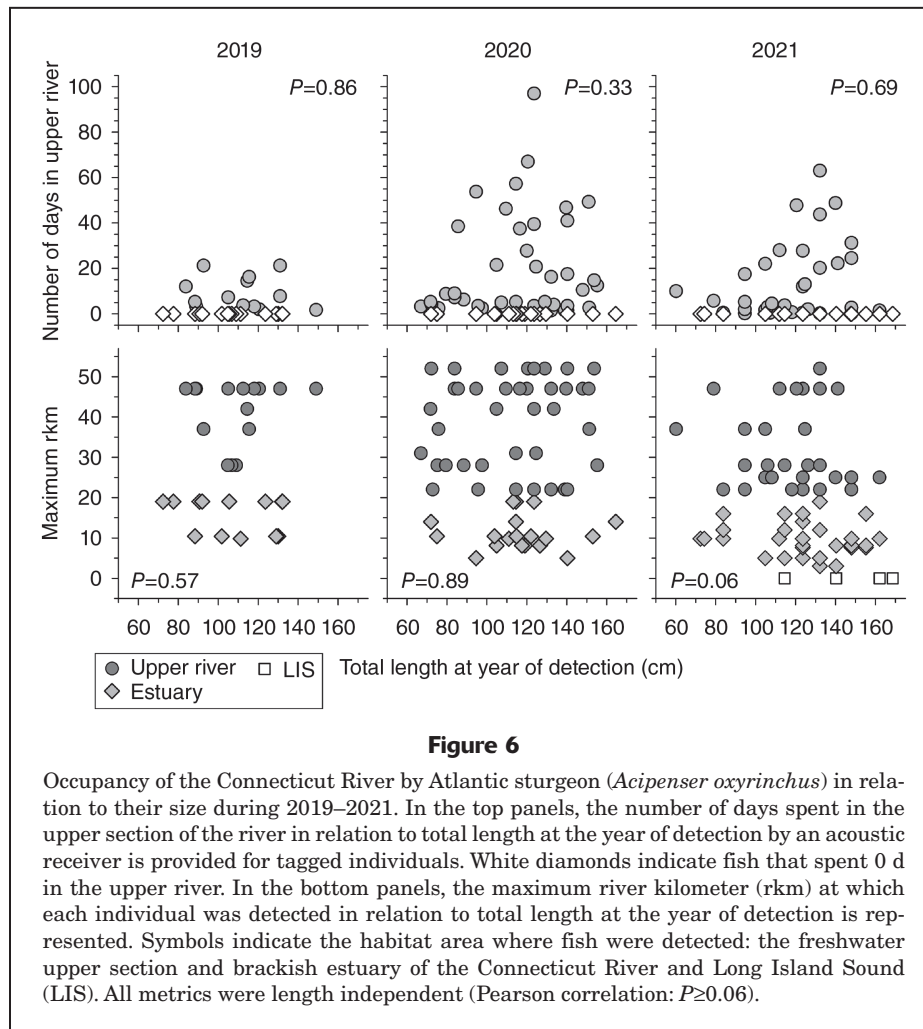 2019 2020 2021
Number of days in upper river
100
80
60
40
20
0
P=0.86
P=0.33
P=0.69
Maximum rkm
50
40
30
20
10
0
P=0.57
P=0.89
P=0.06
60 80 100 120 140 160 60 80 100 120 140 160 60 80 100 120 140 160
Upper river LIS
Estuary
Total length at year of detection (cm)
Figure 6
Occupancy of the Connecticut River by Atlantic sturgeon (Acipenser oxyrinchus) in rela-
tion to their size during 2019–2021. In the top panels, the number of days spent in the
upper section of the river in relation to total length at the year of detection by an acoustic
receiver is provided for tagged individuals. White diamonds indicate fish that spent 0 d
in the upper river. In the bottom panels, the maximum river kilometer (rkm) at which
each individual was detected in relation to total length at the year of detection is rep-
resented. Symbols indicate the habitat area where fish were detected: the freshwater
upper section and brackish estuary of the Connecticut River and Long Island Sound
(LIS). All metrics were length independent (Pearson correlation: P≥0.06).